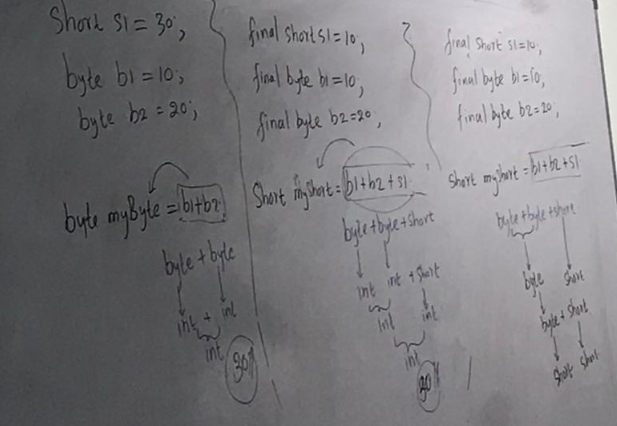 Short s1 = 30;
byte b1 = 10;
byte b2 = 20;
byte myByte = b1+b2
byte + byte
int + int
int
30
final short s1 = 10,
final byte b1 = 10;
final byte b2 = 20,
Short myShort = b1+b2+s1
byte + byte + short
int int + short
int int
int
30
final short s1 = 10,
final byte b1 = 10,
final byte b2 = 20;
Short myshort = b1+b2+s1
byte + byte + short
byte short
byte + short
short short